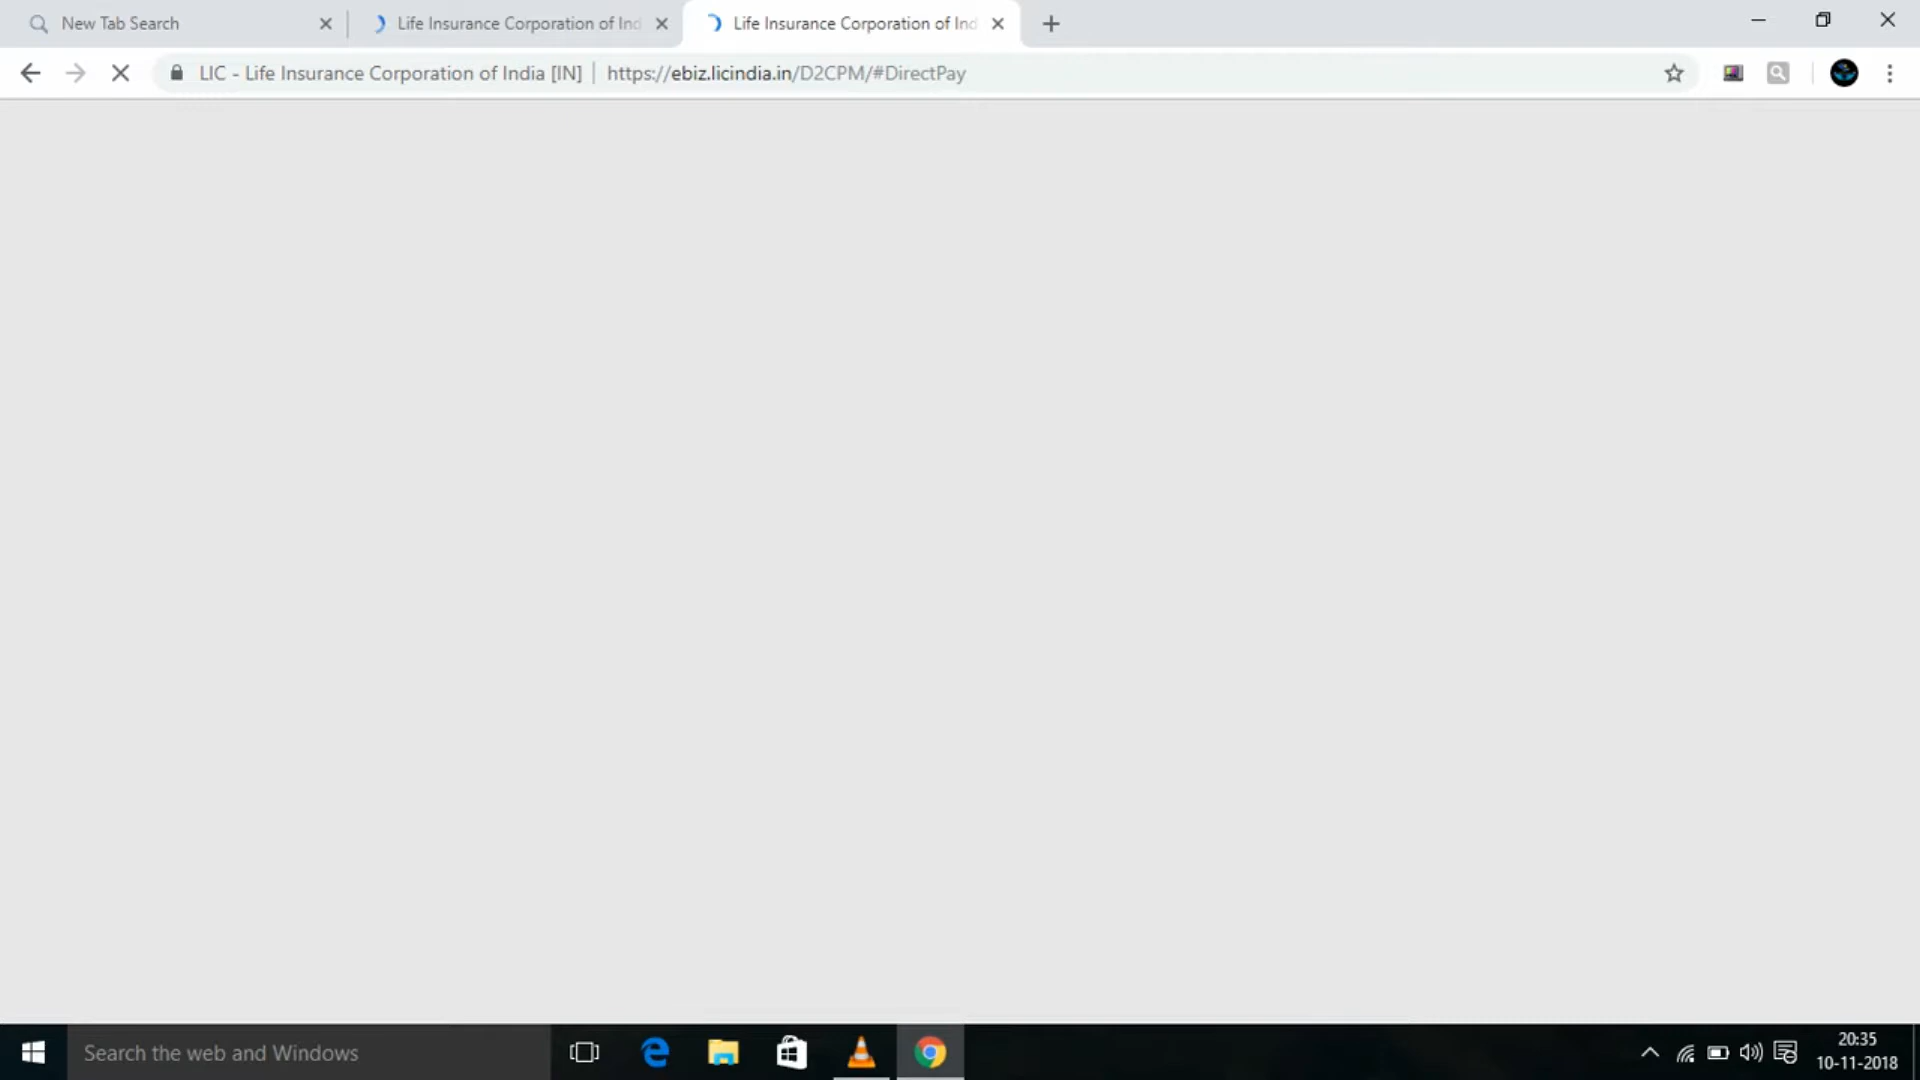 New Tab Search
Life Insurance Corporation of Ind
Life Insurance Corporation of Ind
LIC - Life Insurance Corporation of India [IN] | https://ebiz.licindia.in/D2CPM/#DirectPay
Search the web and Windows
20:35
10-11-2018